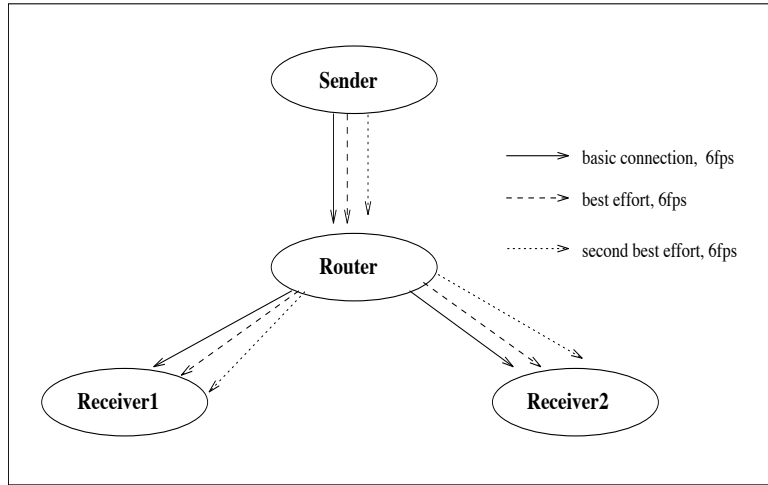 Sender
basic connection, 6fps
best effort, 6fps
second best effort, 6fps
Router
Receiver1
Receiver2